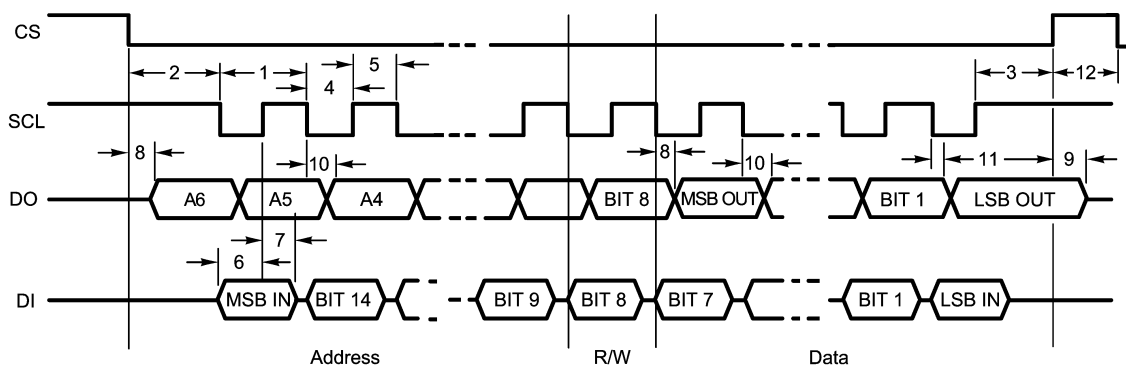 CS
2 1 5 4 3 12
SCL
8 10 8 10 11 9
DO A6 A5 A4 BIT 8 MSB OUT BIT 1 LSB OUT
7
6
DI MSB IN BIT 14 BIT 9 BIT 8 BIT 7 BIT 1 LSB IN
Address R/W Data